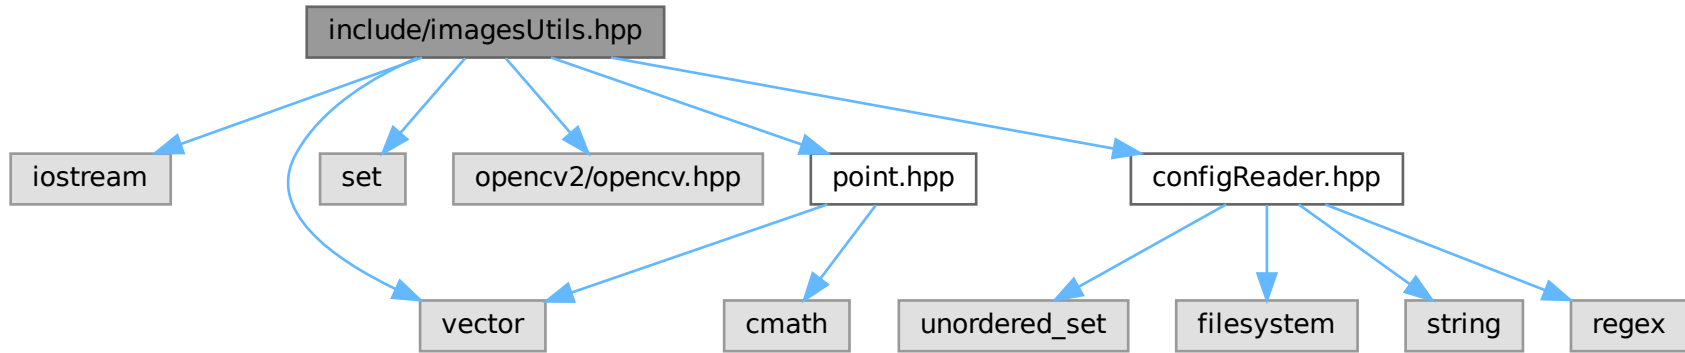 include/imagesUtils.hpp
iostream
set
opencv2/opencv.hpp
point.hpp
configReader.hpp
vector
cmath
unordered_set
filesystem
string
regex